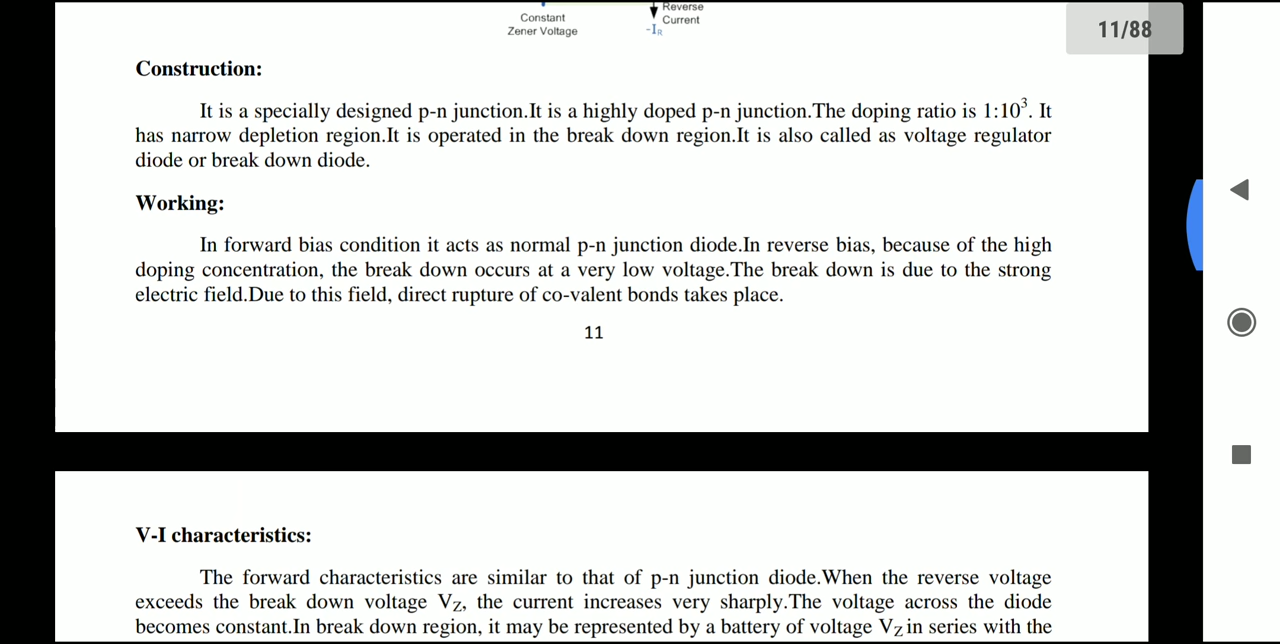 Reverse
Constant
Current
Zener Voltage
-IR
11/88
Construction:
It is a specially designed p-n junction.It is a highly doped p-n junction.The doping ratio is 1:10³. It
has narrow depletion region.It is operated in the break down region.It is also called as voltage regulator
diode or break down diode.
Working:
In forward bias condition it acts as normal p-n junction diode.In reverse bias, because of the high
doping concentration, the break down occurs at a very low voltage.The break down is due to the strong
electric field.Due to this field, direct rupture of co-valent bonds takes place.
11
V-I characteristics:
The forward characteristics are similar to that of p-n junction diode.When the reverse voltage
exceeds the break down voltage VZ, the current increases very sharply.The voltage across the diode
becomes constant.In break down region, it may be represented by a battery of voltage VZ in series with the